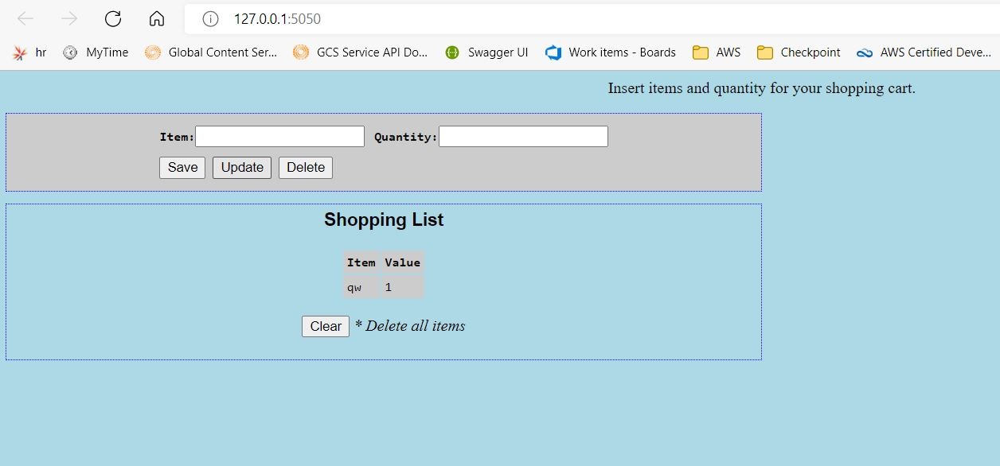 127.0.0.1:5050
hr MyTime Global Content Ser... GCS Service API Do... Swagger UI Work items - Boards AWS Checkpoint AWS Certified Deve...
Insert items and quantity for your shopping cart.
Item: Quantity:
Save Update Delete
Shopping List
Item Value
qw 1
Clear * Delete all items